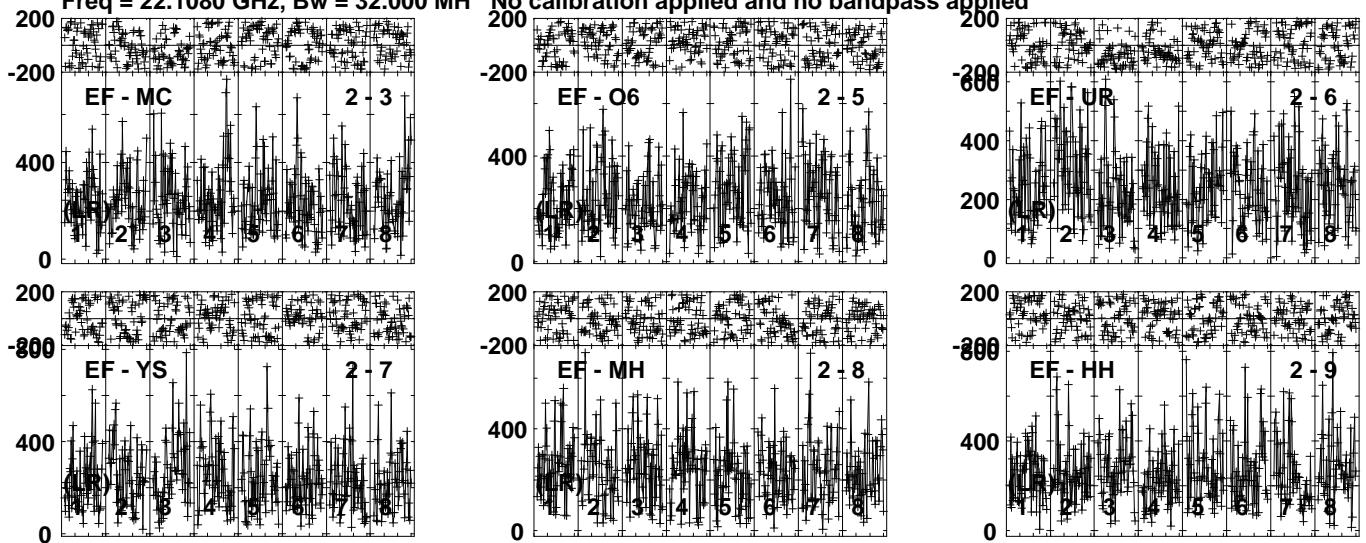 Freq = 22.1080 GHz, Bw = 32.000 MH No calibration applied and no bandpass applied
200 200 200
-200 -200 -200
600
EF - MC 2 - 3 EF - O6 2 - 5 EF - UR 2 - 6
400 400 400
200
(LR) (LR) (LR)
1 2 3 4 5 6 7 8 1 2 3 4 5 6 7 8 1 2 3 4 5 6 7 8
0 0 0
200 200 200
-200 -200 -200
800 800
EF - YS 2 - 7 EF - MH 2 - 8 EF - HH 2 - 9
400 400 400
(LR) (LR) (LR)
1 2 3 4 5 6 7 8 1 2 3 4 5 6 7 8 1 2 3 4 5 6 7 8
0 0 0